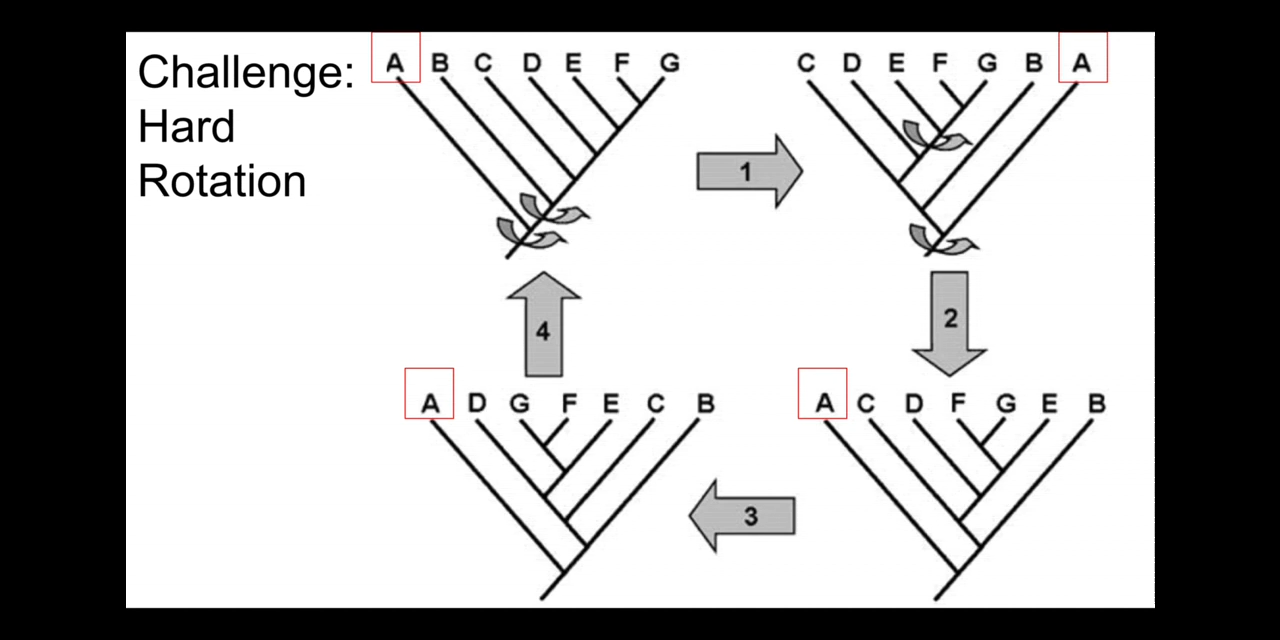 Challenge:
Hard
Rotation
A B C D E F G
C D E F G B A
1
2
4
A D G F E C B
A C D F G E B
3